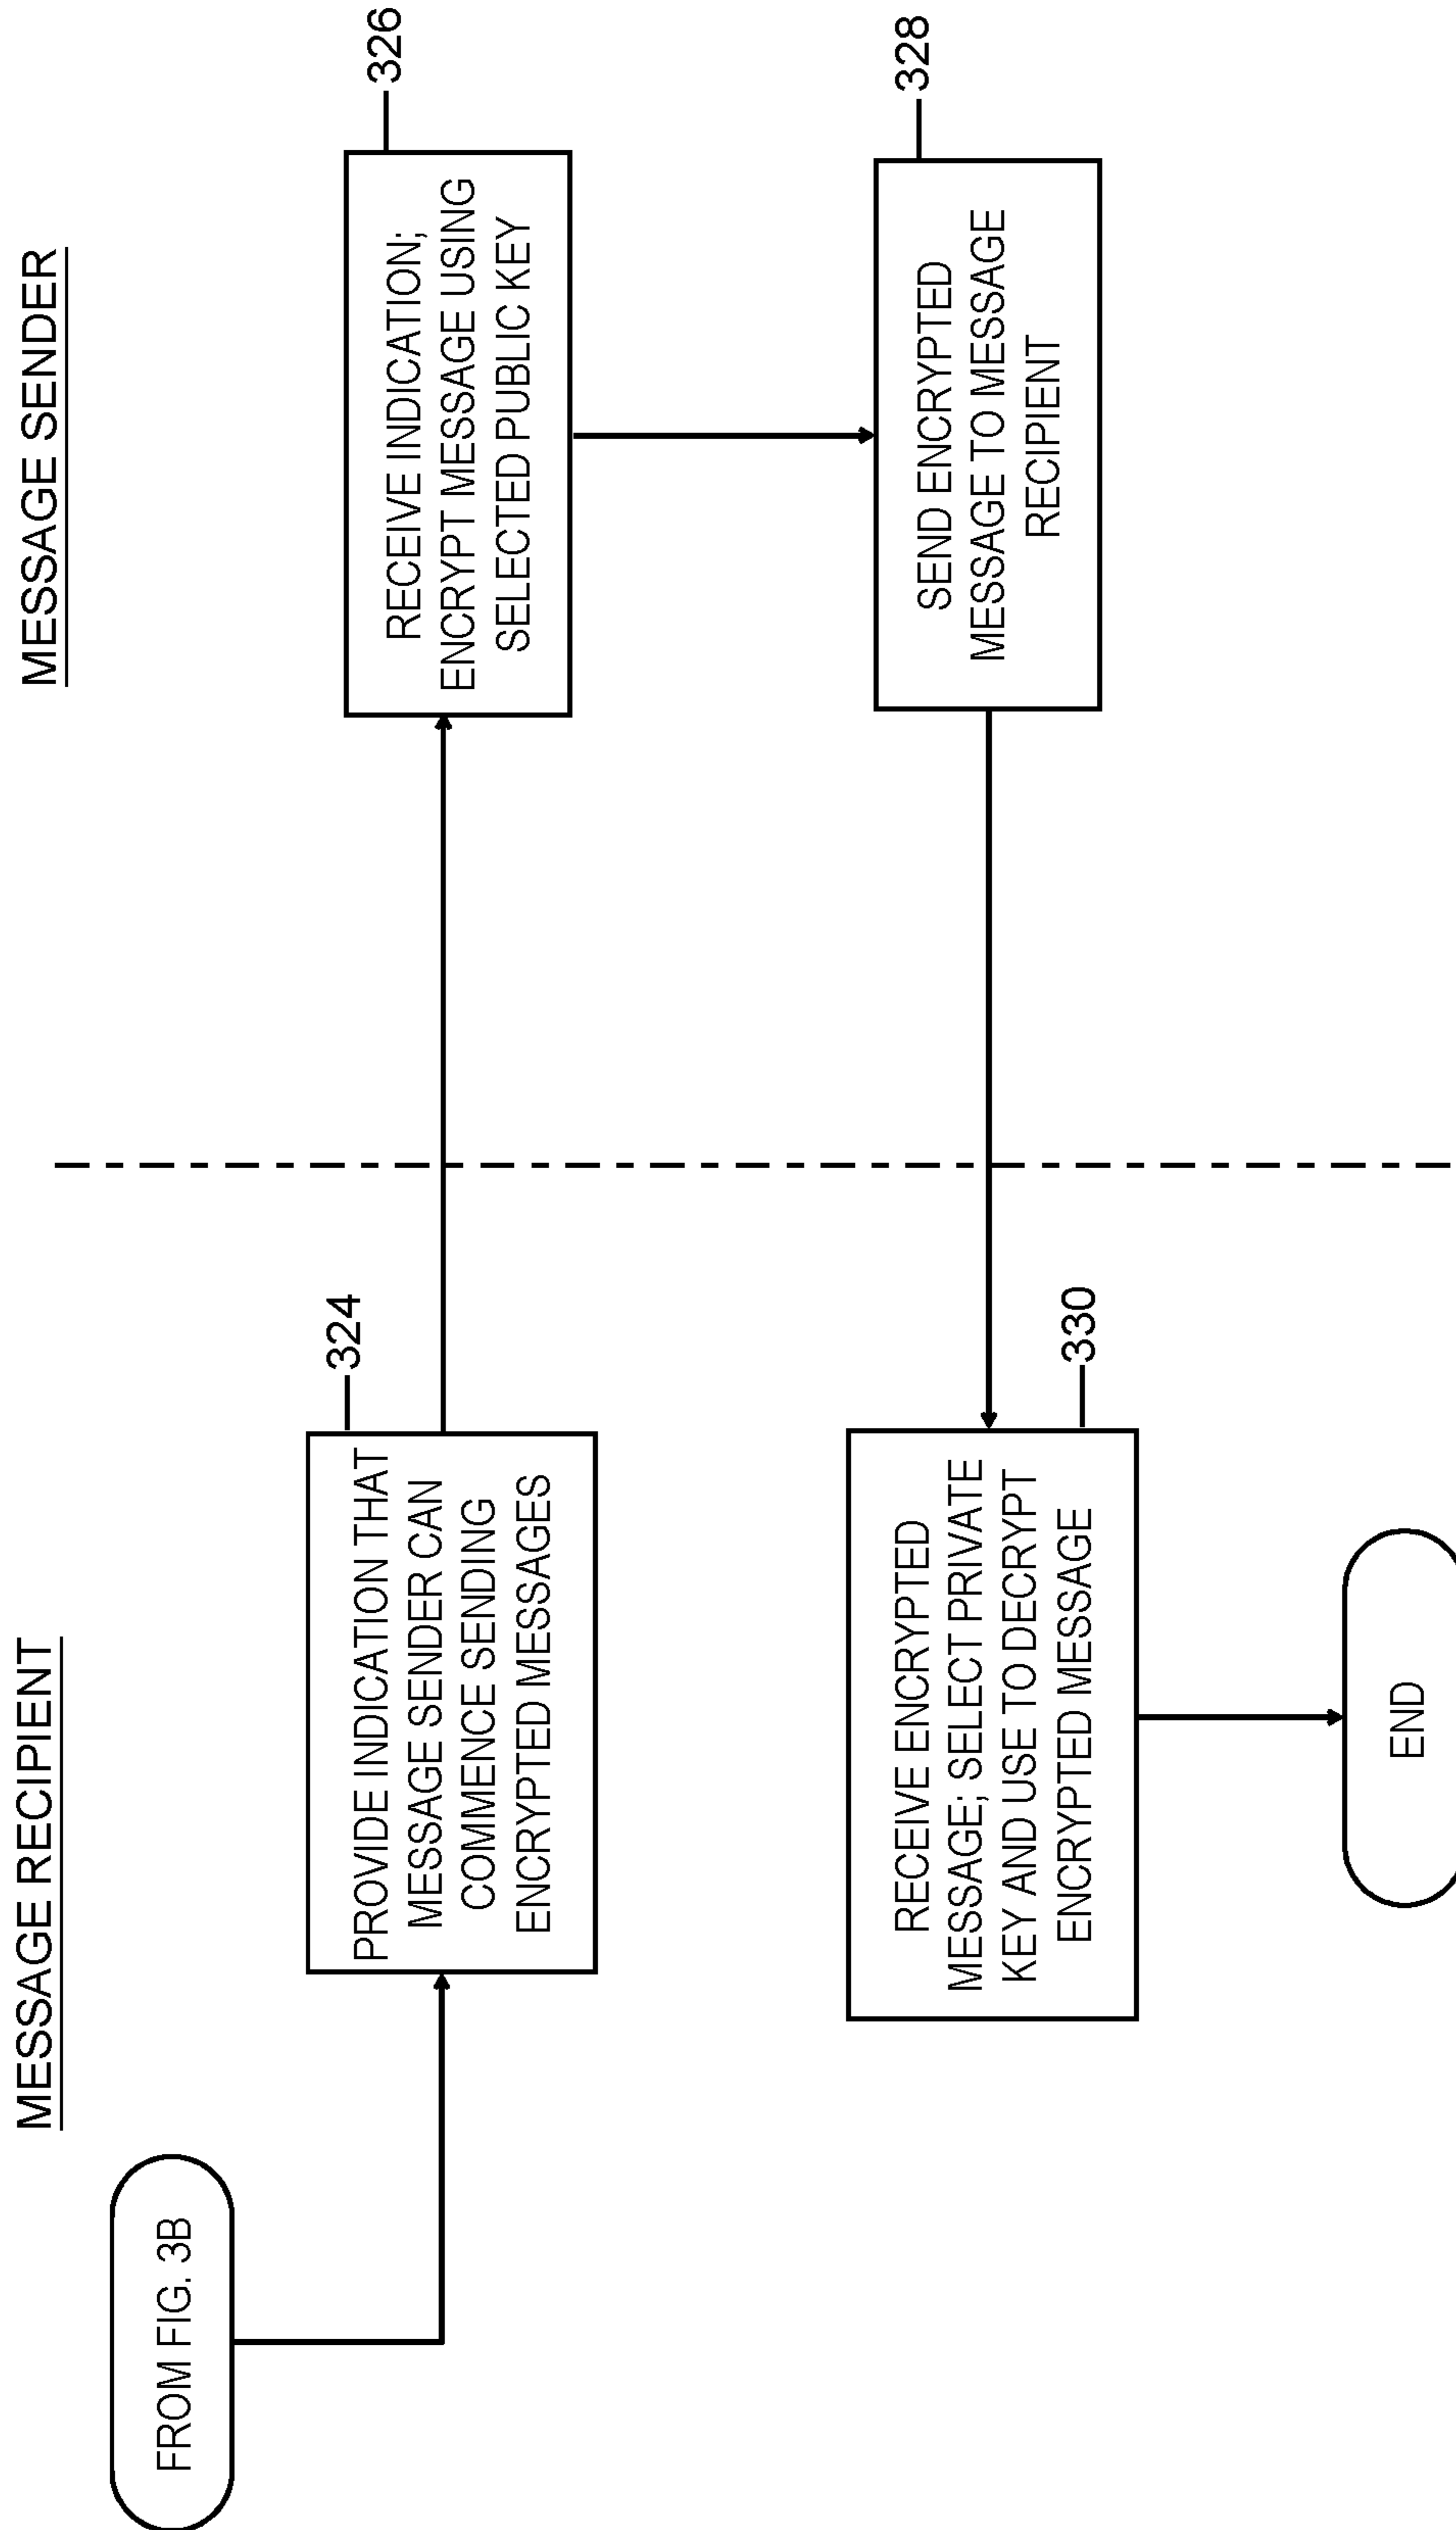 MESSAGE RECIPIENT
MESSAGE SENDER
FROM FIG. 3B
324
PROVIDE INDICATION THAT
MESSAGE SENDER CAN
COMMENCE SENDING
ENCRYPTED MESSAGES
326
RECEIVE INDICATION;
ENCRYPT MESSAGE USING
SELECTED PUBLIC KEY
328
SEND ENCRYPTED
MESSAGE TO MESSAGE
RECIPIENT
330
RECEIVE ENCRYPTED
MESSAGE; SELECT PRIVATE
KEY AND USE TO DECRYPT
ENCRYPTED MESSAGE
END